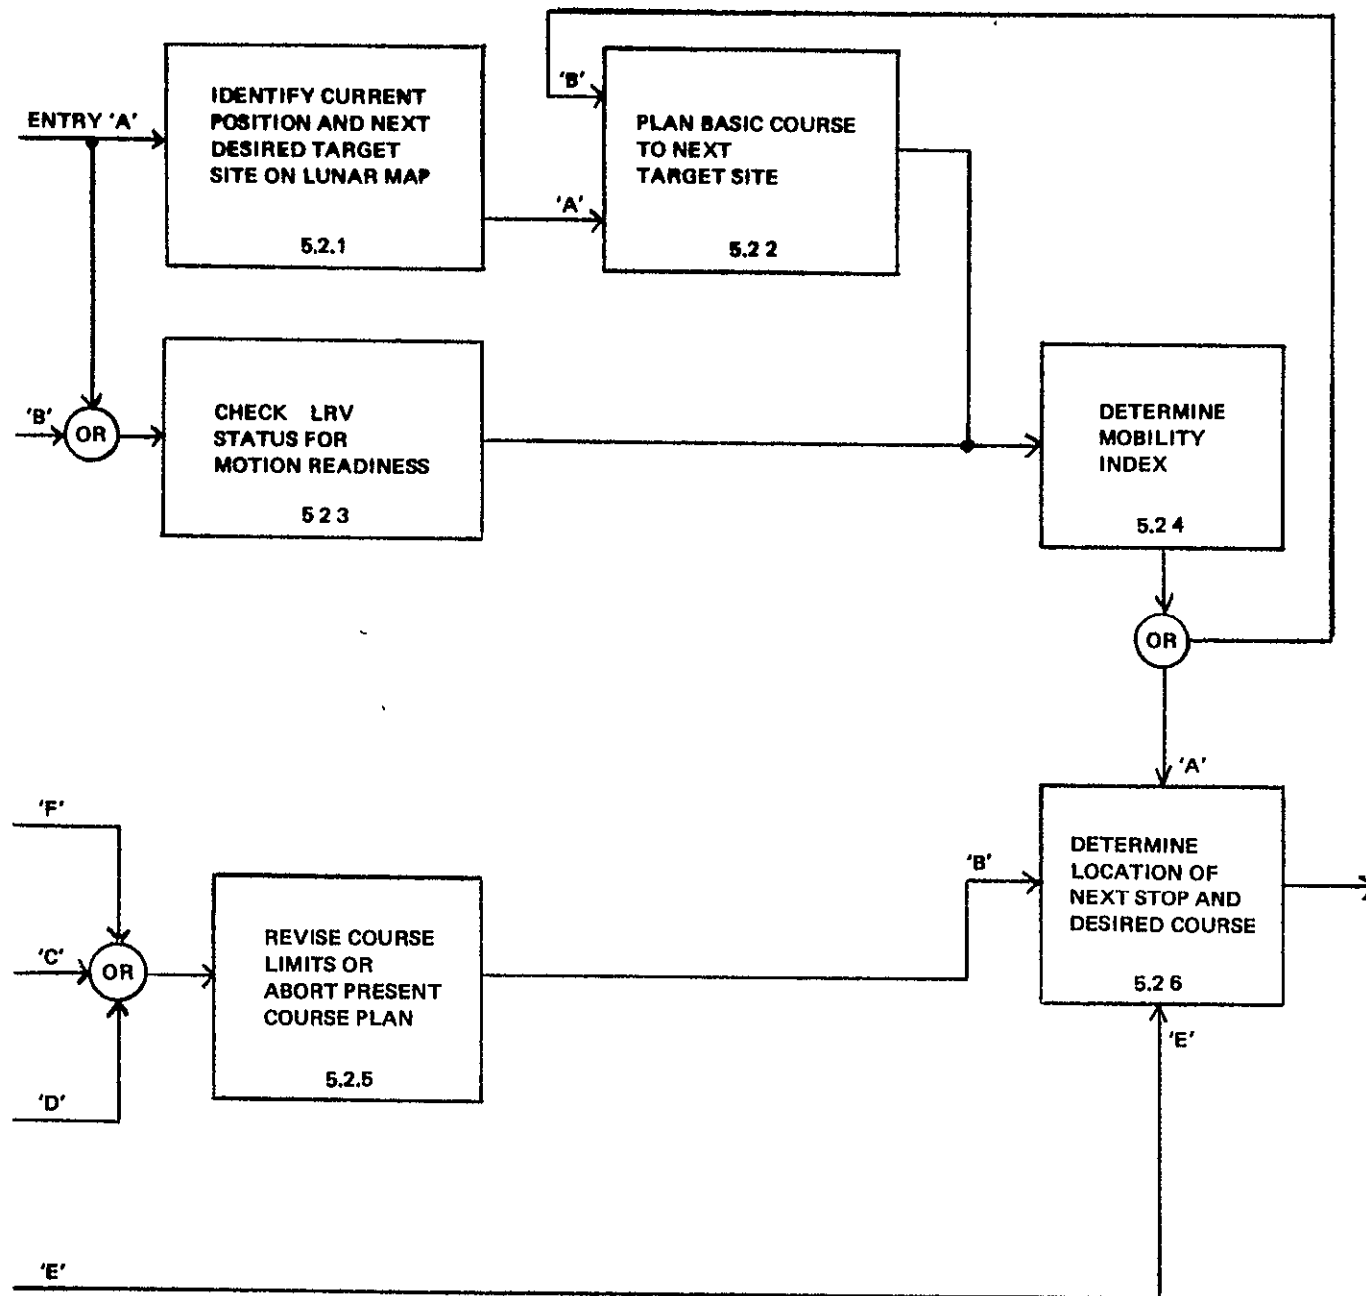 'B'
IDENTIFY CURRENT
POSITION AND NEXT
DESIRED TARGET
SITE ON LUNAR MAP
5.2.1
ENTRY 'A'
PLAN BASIC COURSE
TO NEXT
TARGET SITE
5.2 2
'A'
'B'
OR
CHECK LRV
STATUS FOR
MOTION READINESS
5 2 3
DETERMINE
MOBILITY
INDEX
5.2 4
'B'
OR
'A'
'F'
'C'
OR
'D'
REVISE COURSE
LIMITS OR
ABORT PRESENT
COURSE PLAN
5.2.5
'B'
DETERMINE
LOCATION OF
NEXT STOP AND
DESIRED COURSE
5.2 6
'E'
'E'